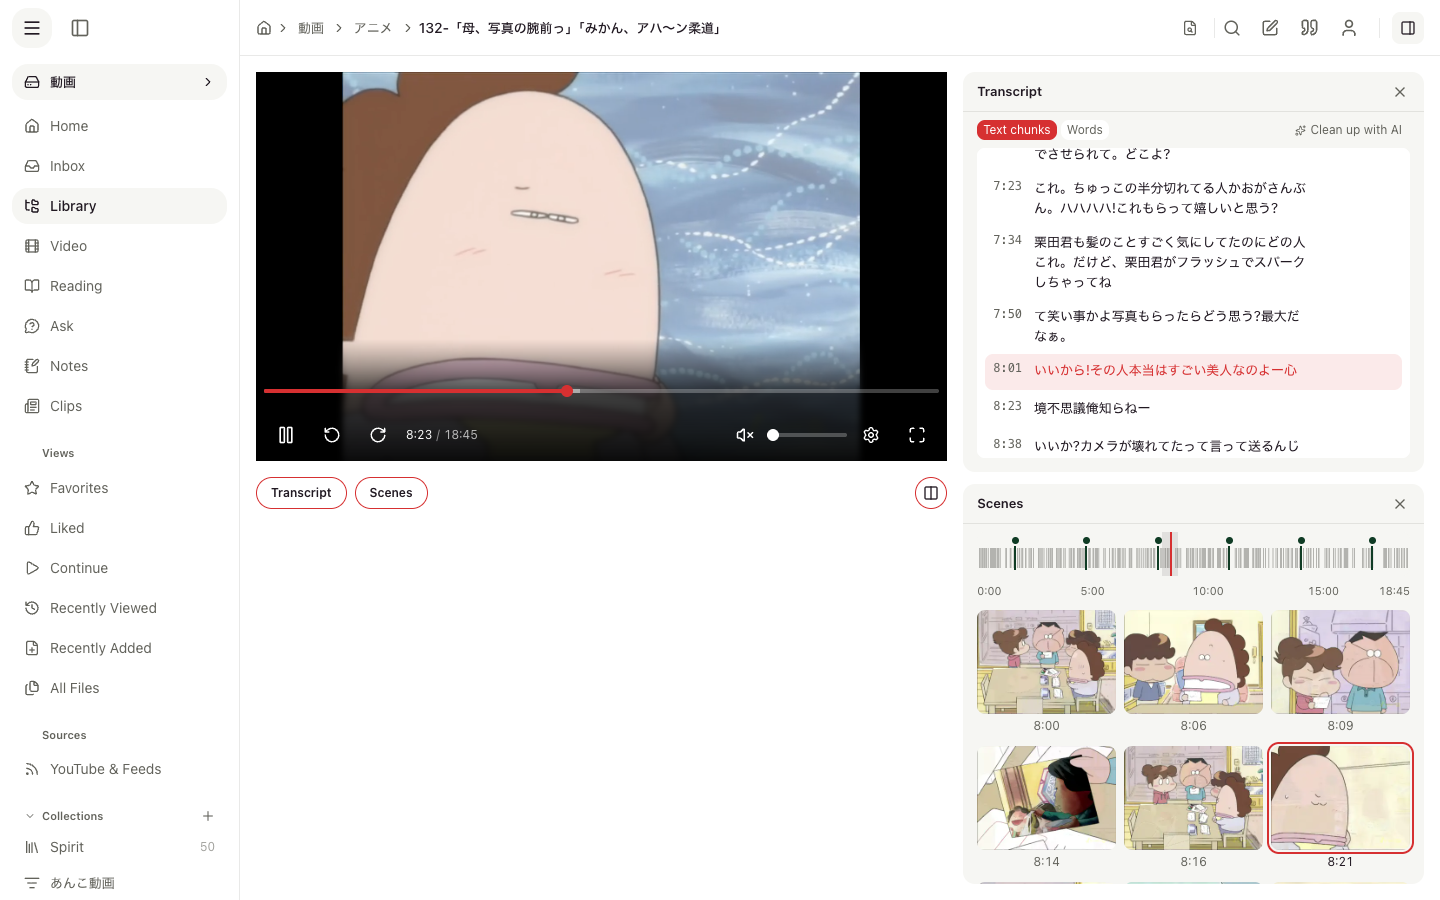 動画
アニメ
132-「母、写真の腕前っ」「みかん、アハ〜ン柔道」
動画
Home
Inbox
Library
Video
Reading
Ask
Notes
Clips
Views
Favorites
Liked
Continue
Recently Viewed
Recently Added
All Files
Sources
YouTube & Feeds
Collections
Spirit 50
あんこ動画
8:23 / 18:45
Transcript
Scenes
Transcript
Text chunks
Words
Clean up with AI
でさせられて。どこよ?
7:23 これ。ちゅっこの半分切れてる人かおがさんぶ
ん。ハハハハ!これもらって嬉しいと思う?
7:34 栗田君も髪のことすごく気にしてたのにどの人
これ。だけど、栗田君がフラッシュでスパーク
しちゃってね
7:50 て笑い事かよ写真もらったらどう思う?最大だ
なぁ。
8:01 いいから!その人本当はすごい美人なのよー心
8:23 境不思議俺知らねー
8:38 いいか?カメラが壊れてたって言って送るんじ
Scenes
0:00 5:00 10:00 15:00 18:45
8:00 8:06 8:09
8:14 8:16 8:21